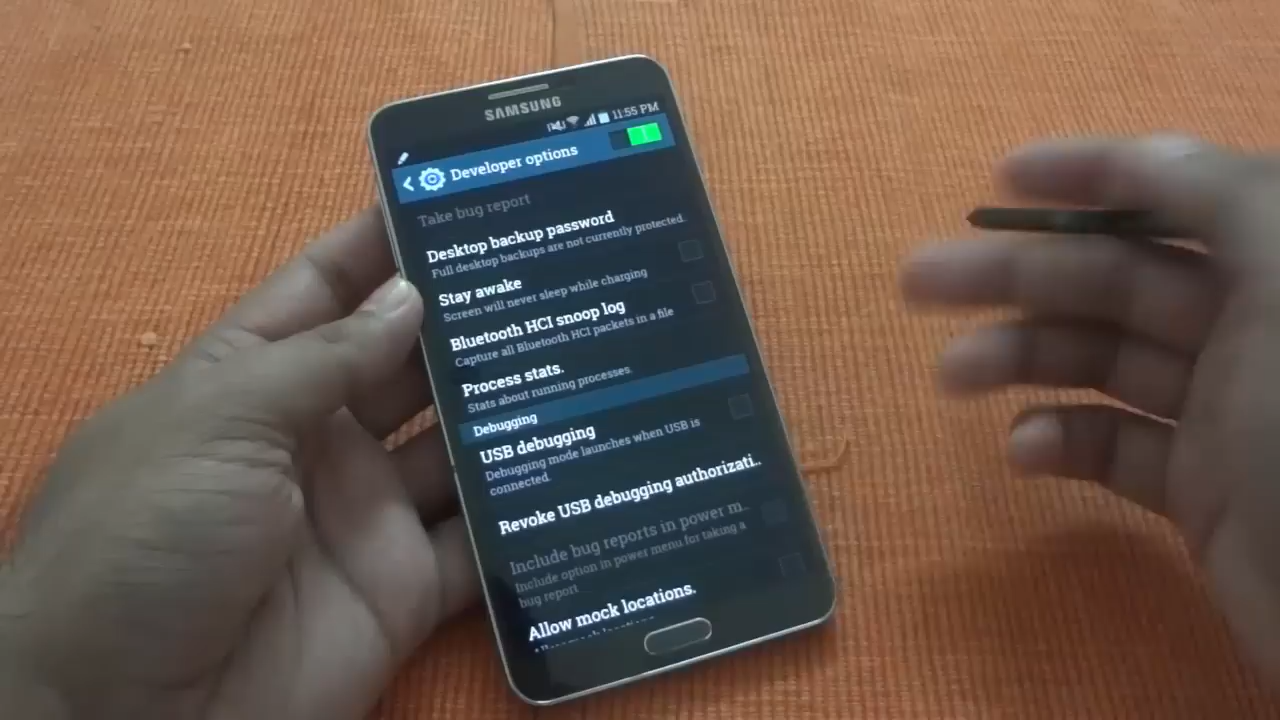 SAMSUNG
11:55 PM
Developer options
Take bug report
Desktop backup password
Full desktop backups are not currently protected.
Stay awake
Screen will never sleep while charging
Bluetooth HCI snoop log
Capture all Bluetooth HCI packets in a file
Process stats.
Stats about running processes.
Debugging
USB debugging
Debugging mode launches when USB is
connected.
Revoke USB debugging authorizati..
Include bug reports in power m..
Include option in power menu for taking a
bug report
Allow mock locations.